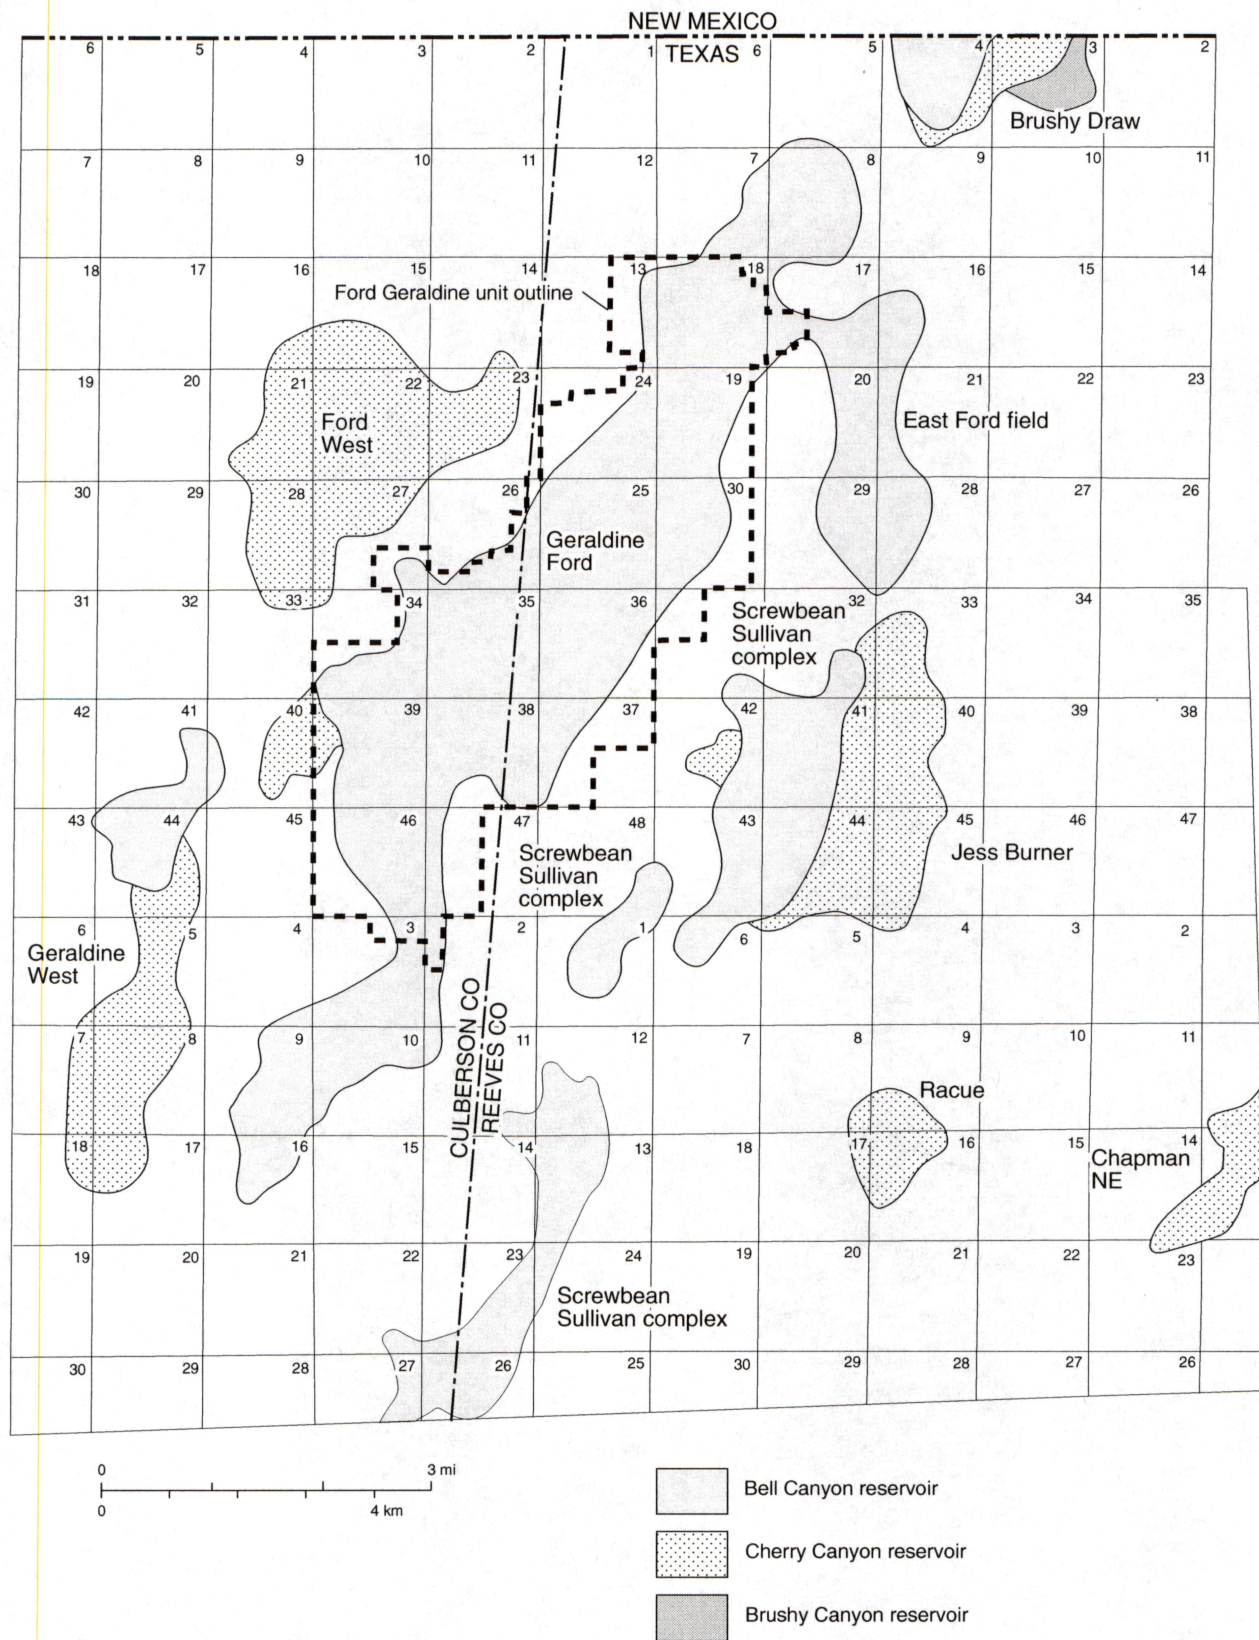 NEW MEXICO
TEXAS
6 5 4 3 2 1 6 5 4 3 2
Brushy Draw
7 8 9 10 11 12 7 8 9 10 11
18 17 16 15 14 13 18 17 16 15 14
Ford Geraldine unit outline
19 20 21 22 23 24 19 20 21 22 23
Ford
West
East Ford field
30 29 28 27 26 25 30 29 28 27 26
Geraldine
Ford
31 32 33 34 35 36 32 33 34 35
Screwbean
Sullivan
complex
42 41 40 39 38 37 42 41 40 39 38
43 44 45 46 47 48 43 44 45 46 47
Screwbean
Sullivan
complex
Jess Burner
6 5 4 3 2 1 6 5 4 3 2
Geraldine
West
CULBERSON CO
REEVES CO
7 8 9 10 11 12 7 8 9 10 11
Racue
18 17 16 15 14 13 18 17 16 15 14
Chapman
NE
19 20 21 22 23 24 19 20 21 22 23
Screwbean
Sullivan complex
30 29 28 27 26 25 30 29 28 27 26
0 3 mi
0 4 km
Bell Canyon reservoir
Cherry Canyon reservoir
Brushy Canyon reservoir